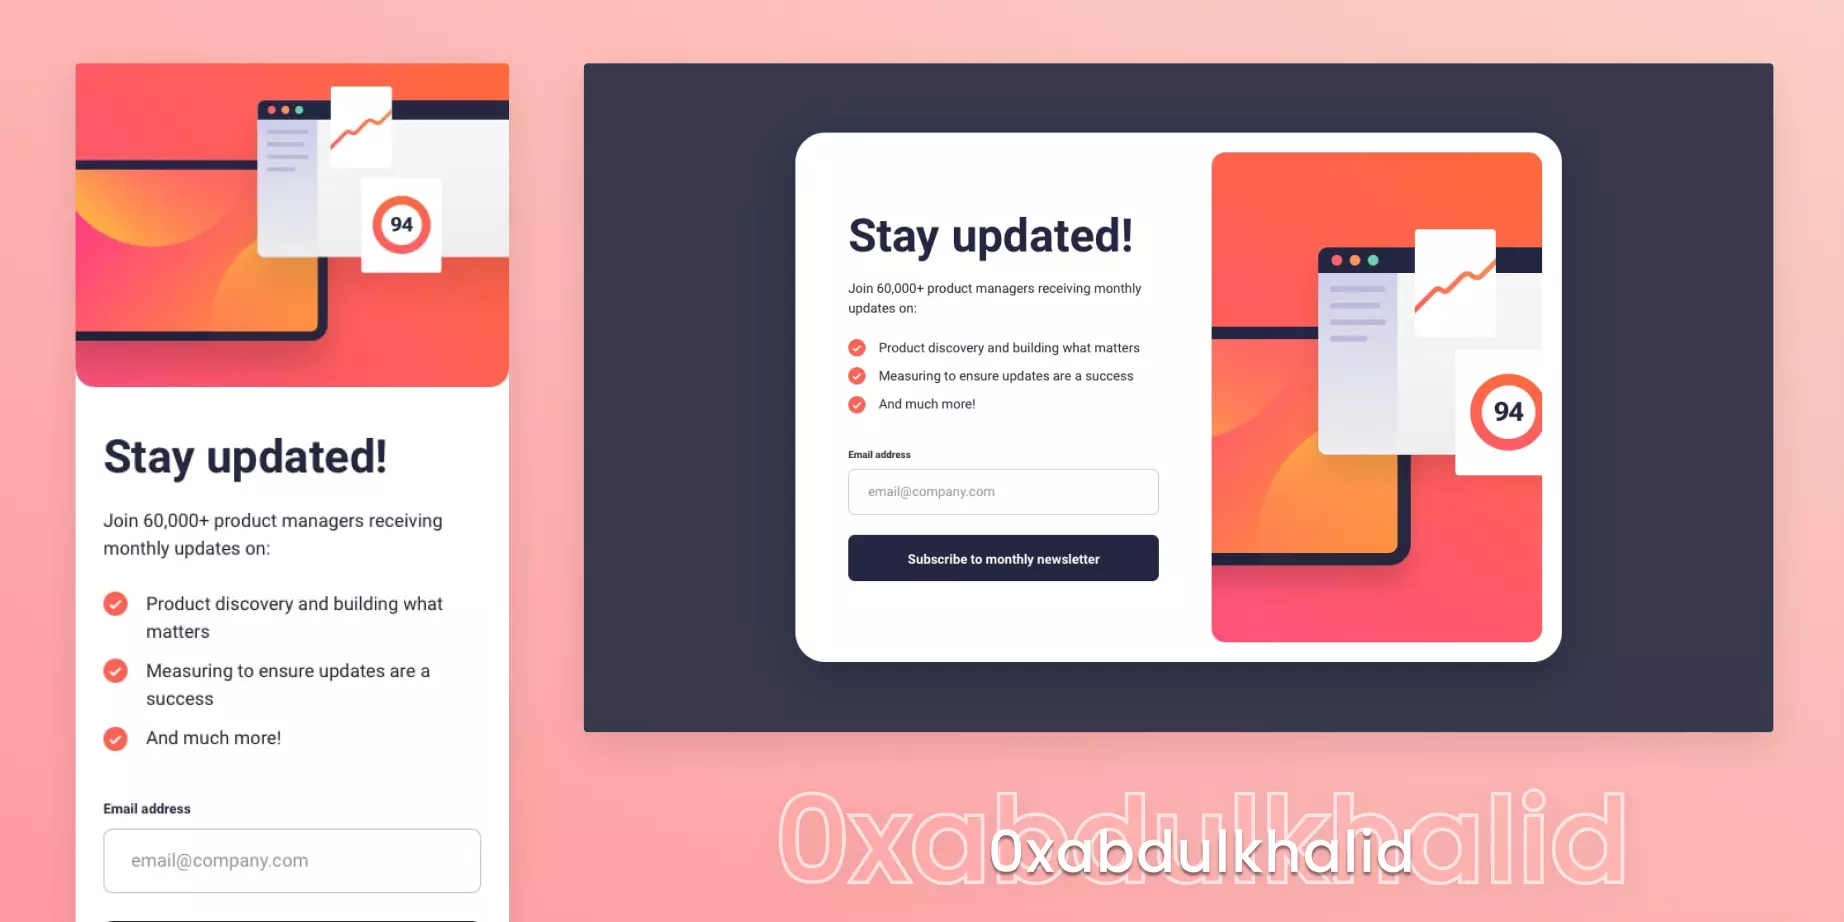 94
Stay updated!
Join 60,000+ product managers receiving
monthly updates on:
Product discovery and building what
matters
Measuring to ensure updates are a
success
And much more!
Email address
email@company.com
Stay updated!
Join 60,000+ product managers receiving monthly
updates on:
Product discovery and building what matters
Measuring to ensure updates are a success
And much more!
Email address
email@company.com
Subscribe to monthly newsletter
94
0xabdulkhalid
0xabdulkhalid